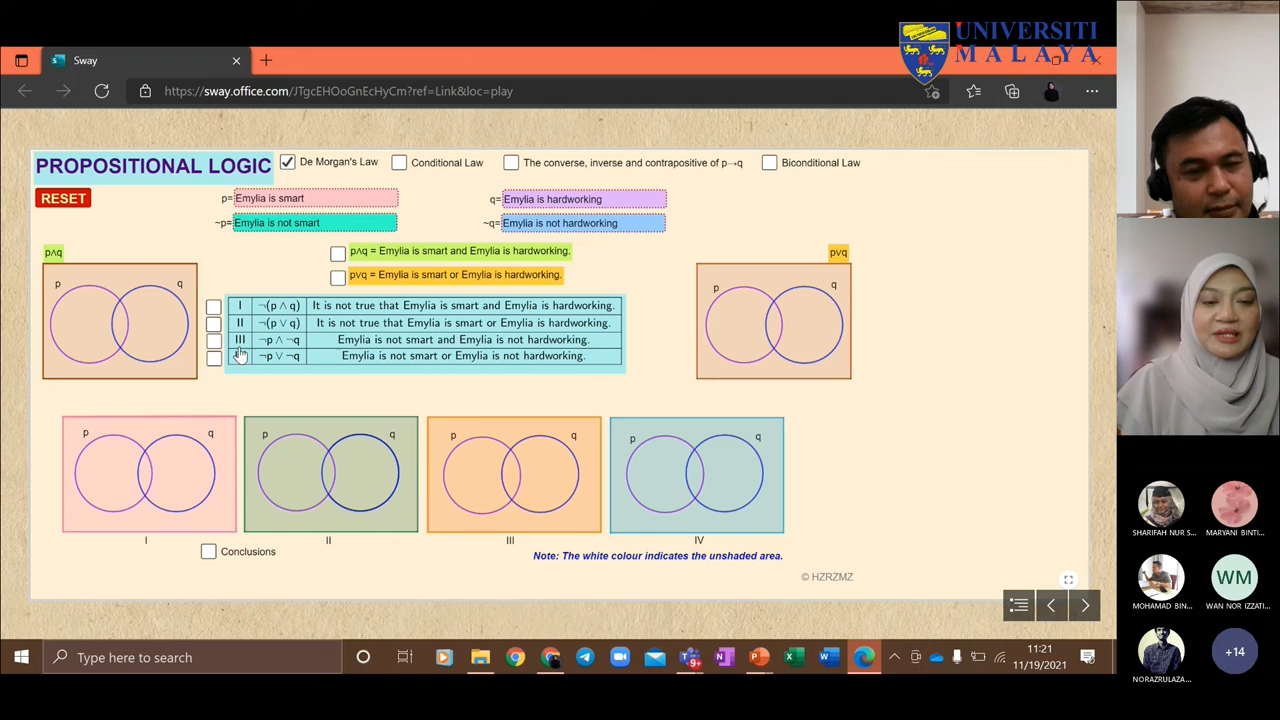 UNIVERSITI
MALAYA
Sway
https://sway.office.com/JTgcEHOoGnEcHyCm?ref=Link&loc=play
PROPOSITIONAL LOGIC
De Morgan's Law
Conditional Law
The converse, inverse and contrapositive of p→q
Biconditional Law
RESET
p=
Emylia is smart
q=
Emylia is hardworking
~p=
Emylia is not smart
~q=
Emylia is not hardworking
p∧q
p∧q = Emylia is smart and Emylia is hardworking.
p∨q
p∨q = Emylia is smart or Emylia is hardworking.
p
q
I ¬(p ∧ q) It is not true that Emylia is smart and Emylia is hardworking.
II ¬(p ∨ q) It is not true that Emylia is smart or Emylia is hardworking.
III ¬p ∧ ¬q Emylia is not smart and Emylia is not hardworking.
¬p ∨ ¬q Emylia is not smart or Emylia is not hardworking.
p
q
p
q
p
q
p
q
p
q
I
II
III
IV
Conclusions
Note: The white colour indicates the unshaded area.
© HZRZMZ
SHARIFAH NUR S...
MARYANI BINTI...
WM
MOHAMAD BIN...
WAN NOR IZZATI...
NORAZRULAZA...
+14
Type here to search
9+
11:21
11/19/2021